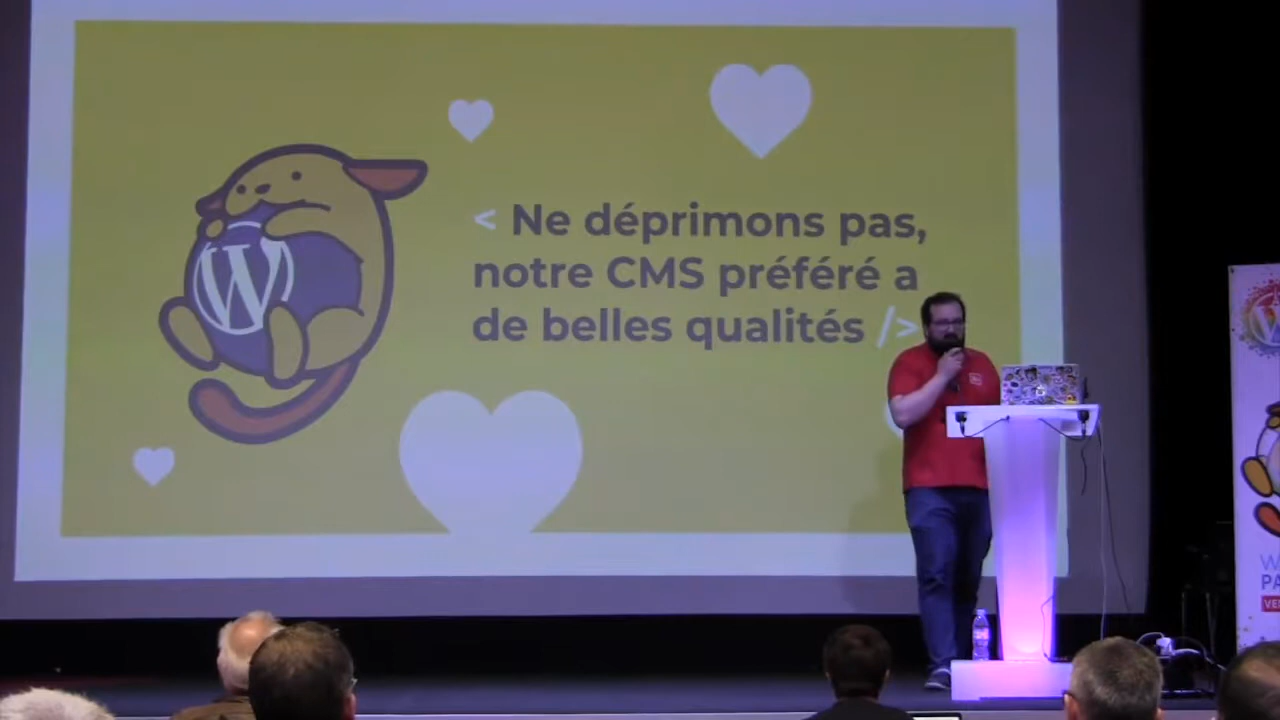 < Ne déprimons pas,
notre CMS préféré a
de belles qualités />
W